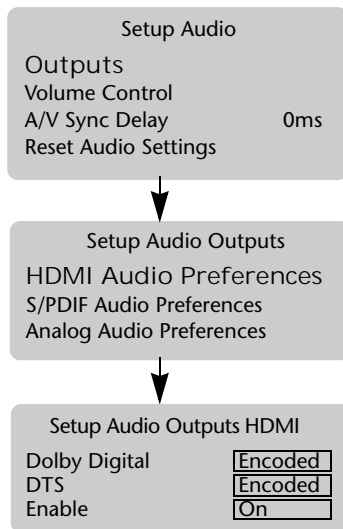 Setup Audio
Outputs
Volume Control
A/V Sync Delay 0ms
Reset Audio Settings
Setup Audio Outputs
HDMI Audio Preferences
S/PDIF Audio Preferences
Analog Audio Preferences
Setup Audio Outputs HDMI
Dolby Digital Encoded
DTS Encoded
Enable On